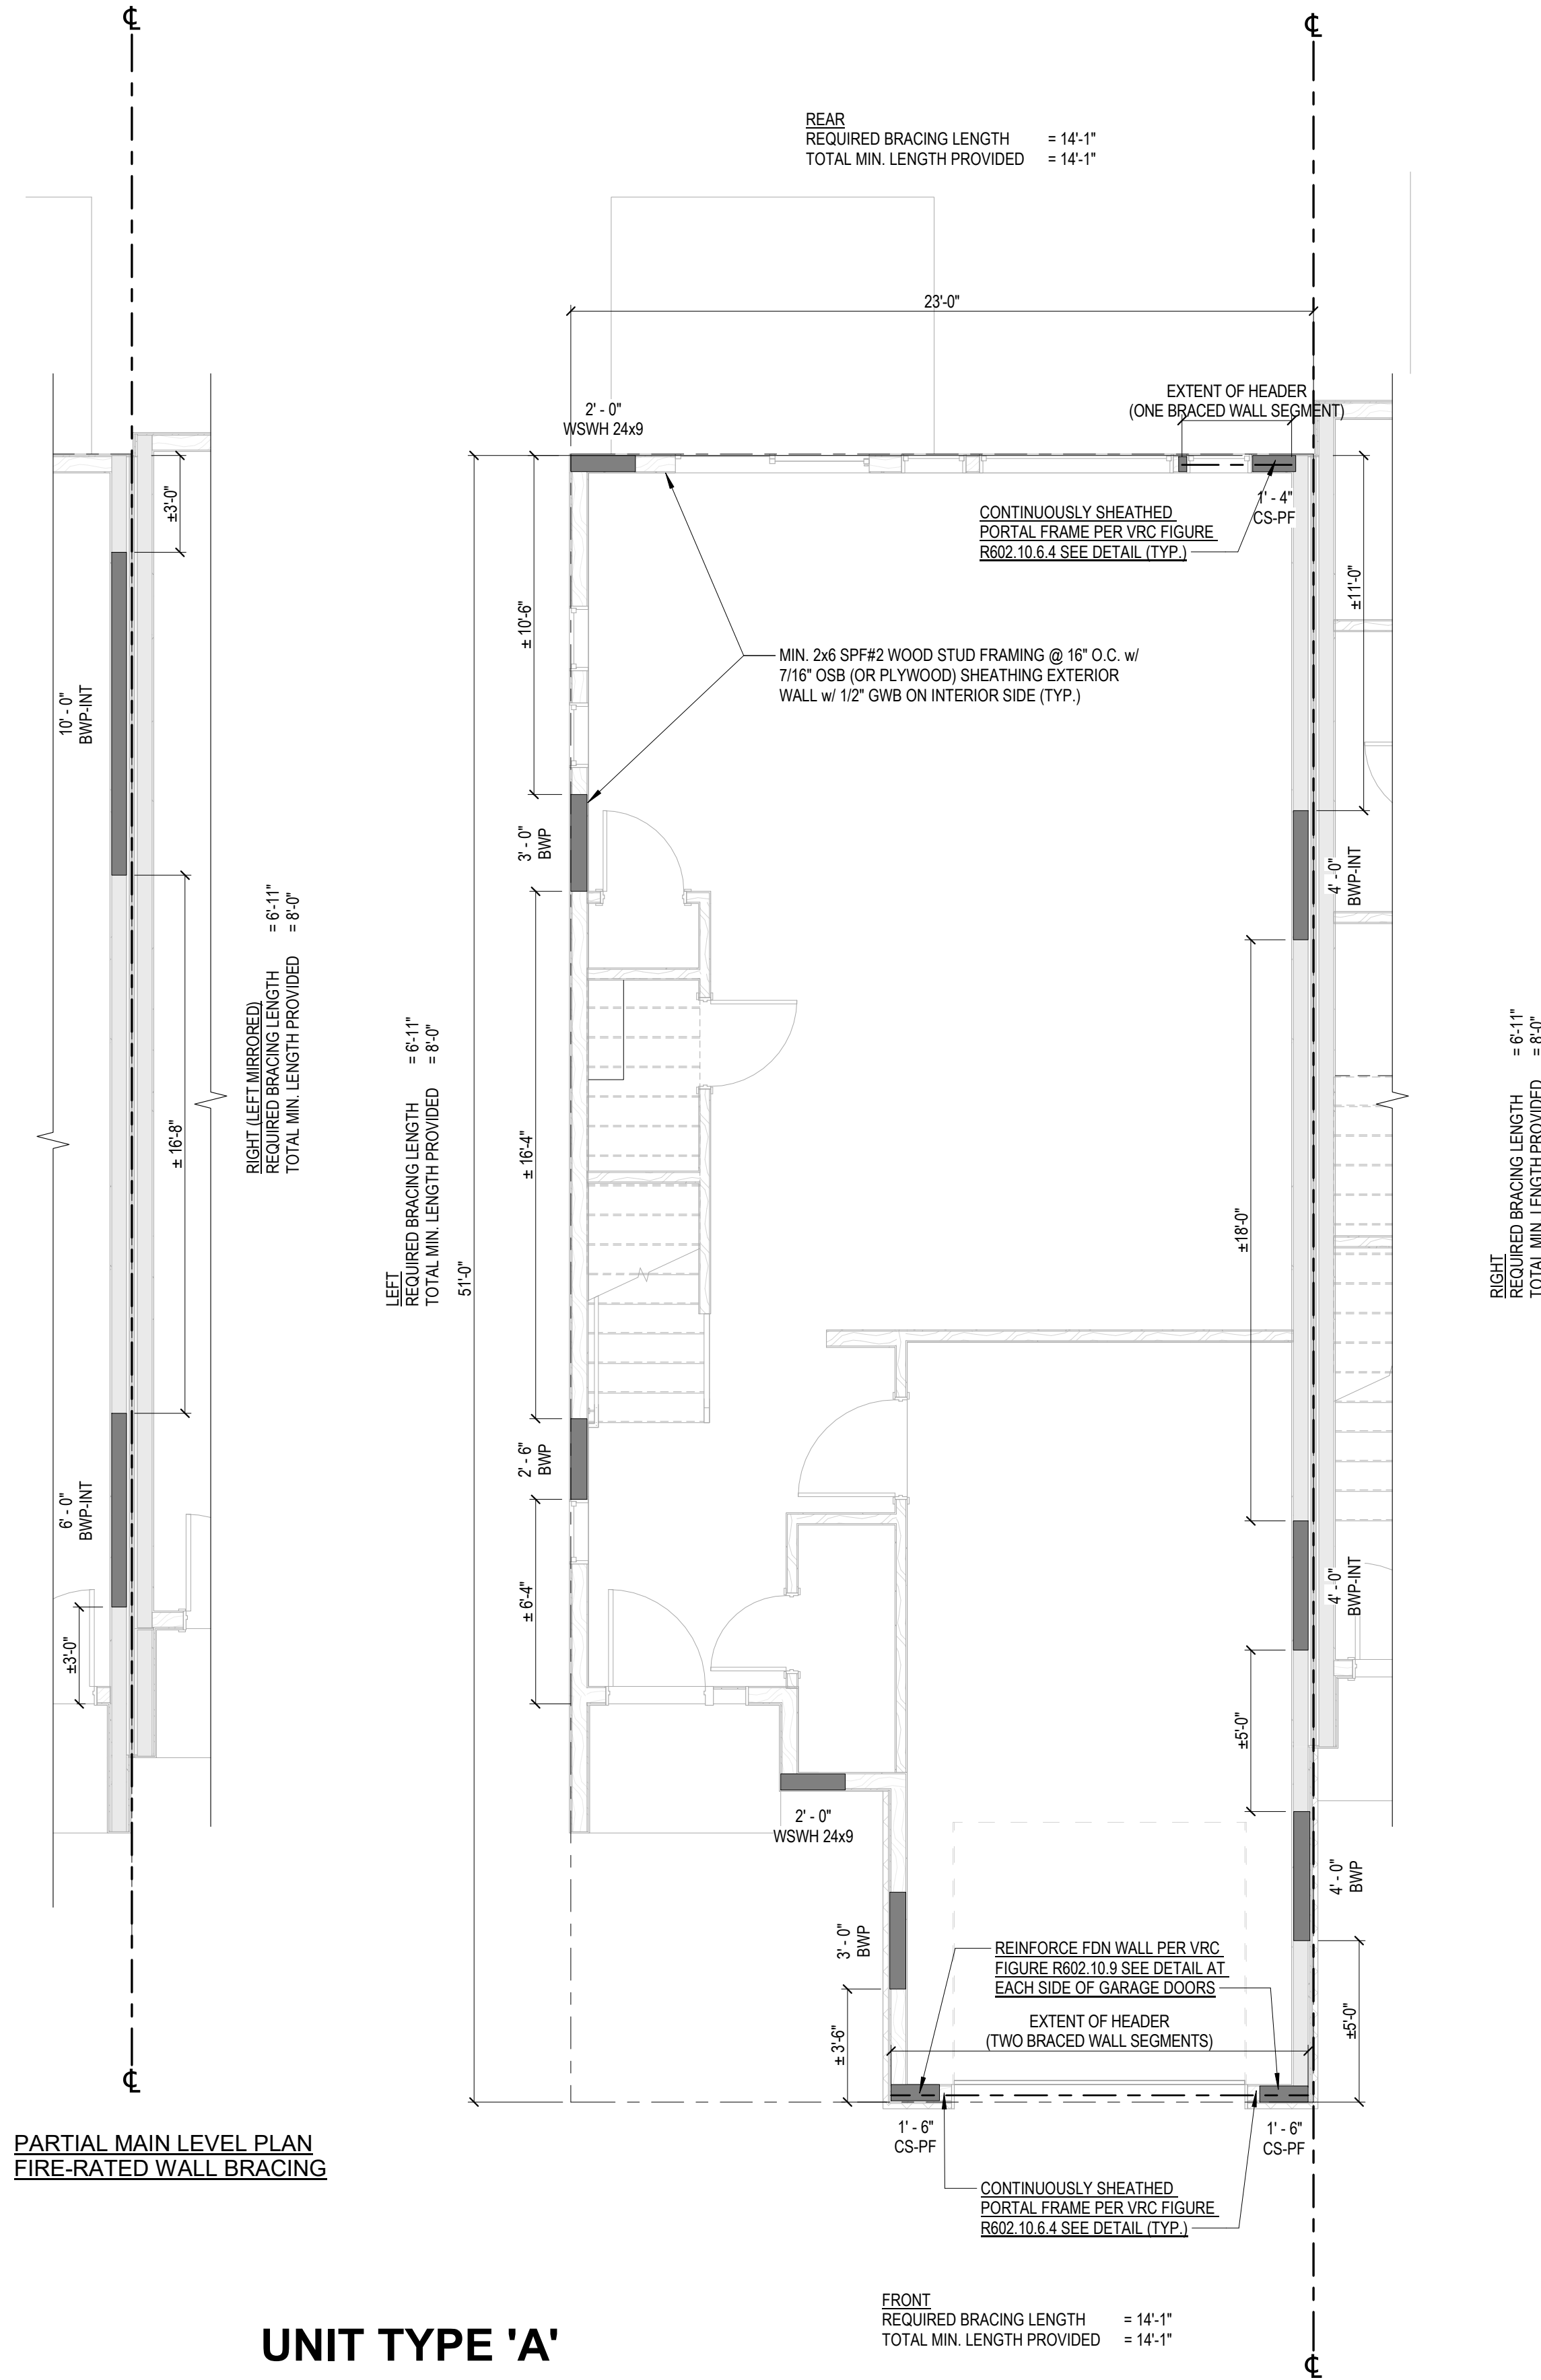 ℄
℄
REAR
REQUIRED BRACING LENGTH = 14'-1"
TOTAL MIN. LENGTH PROVIDED = 14'-1"
23'-0"
EXTENT OF HEADER
(ONE BRACED WALL SEGMENT)
2' - 0"
WSWH 24x9
1' - 4"
CS-PF
CONTINUOUSLY SHEATHED
PORTAL FRAME PER VRC FIGURE
R602.10.6.4 SEE DETAIL (TYP.)
±3'-0"
± 10'-6"
±11'-0"
MIN. 2x6 SPF#2 WOOD STUD FRAMING @ 16" O.C. w/
7/16" OSB (OR PLYWOOD) SHEATHING EXTERIOR
WALL w/ 1/2" GWB ON INTERIOR SIDE (TYP.)
10' - 0"
BWP-INT
3' - 0"
BWP
4' - 0"
BWP-INT
RIGHT (LEFT MIRRORED)
REQUIRED BRACING LENGTH = 6'-11"
TOTAL MIN. LENGTH PROVIDED = 8'-0"
LEFT
REQUIRED BRACING LENGTH = 6'-11"
TOTAL MIN. LENGTH PROVIDED = 8'-0"
RIGHT
REQUIRED BRACING LENGTH = 6'-11"
TOTAL MIN. LENGTH PROVIDED = 8'-0"
± 16'-8"
51'-0"
± 16'-4"
±18'-0"
6' - 0"
BWP-INT
2' - 6"
BWP
4' - 0"
BWP-INT
±3'-0"
± 6'-4"
±5'-0"
2' - 0"
WSWH 24x9
4' - 0"
BWP
3' - 0"
BWP
REINFORCE FDN WALL PER VRC
FIGURE R602.10.9 SEE DETAIL AT
EACH SIDE OF GARAGE DOORS
EXTENT OF HEADER
(TWO BRACED WALL SEGMENTS)
± 3'-6"
±5'-0"
℄
1' - 6"
CS-PF
1' - 6"
CS-PF
PARTIAL MAIN LEVEL PLAN
FIRE-RATED WALL BRACING
CONTINUOUSLY SHEATHED
PORTAL FRAME PER VRC FIGURE
R602.10.6.4 SEE DETAIL (TYP.)
FRONT
REQUIRED BRACING LENGTH = 14'-1"
TOTAL MIN. LENGTH PROVIDED = 14'-1"
UNIT TYPE 'A'
℄